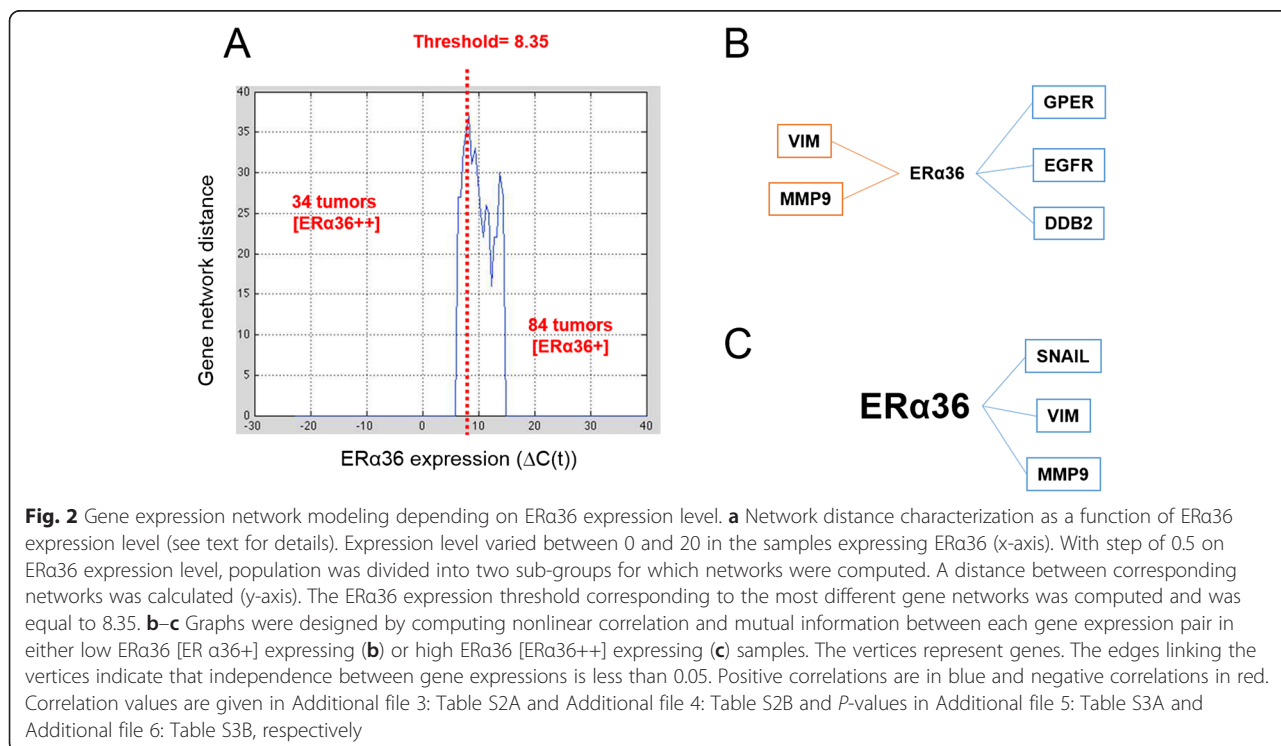 A
Threshold= 8.35
40
35
30
25
20
15
10
5
0
-30
-20
-10
0
10
20
30
40
Gene network distance
34 tumors
[ERα36++]
84 tumors
[ERα36+]
ERα36 expression (ΔC(t))
B
VIM
MMP9
ERα36
GPER
EGFR
DDB2
C
ERα36
SNAIL
VIM
MMP9
Fig. 2 Gene expression network modeling depending on ERα36 expression level. a Network distance characterization as a function of ERα36
expression level (see text for details). Expression level varied between 0 and 20 in the samples expressing ERα36 (x-axis). With step of 0.5 on
ERα36 expression level, population was divided into two sub-groups for which networks were computed. A distance between corresponding
networks was calculated (y-axis). The ERα36 expression threshold corresponding to the most different gene networks was computed and was
equal to 8.35. b–c Graphs were designed by computing nonlinear correlation and mutual information between each gene expression pair in
either low ERα36 [ER α36+] expressing (b) or high ERα36 [ERα36++] expressing (c) samples. The vertices represent genes. The edges linking the
vertices indicate that independence between gene expressions is less than 0.05. Positive correlations are in blue and negative correlations in red.
Correlation values are given in Additional file 3: Table S2A and Additional file 4: Table S2B and P-values in Additional file 5: Table S3A and
Additional file 6: Table S3B, respectively